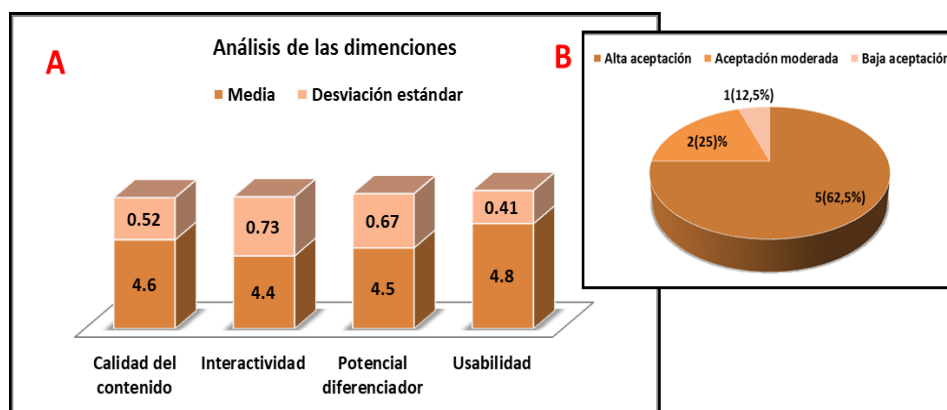 A
Análisis de las dimenciones
Media
Desviación estándar
0.52
0.73
0.67
0.41
4.6
4.4
4.5
4.8
Calidad del
contenido
Interactividad
Potencial
diferenciador
Usabilidad
B
Alta aceptación
Aceptación moderada
Baja aceptación
1(12,5%)
2(25)%
5(62,5%)